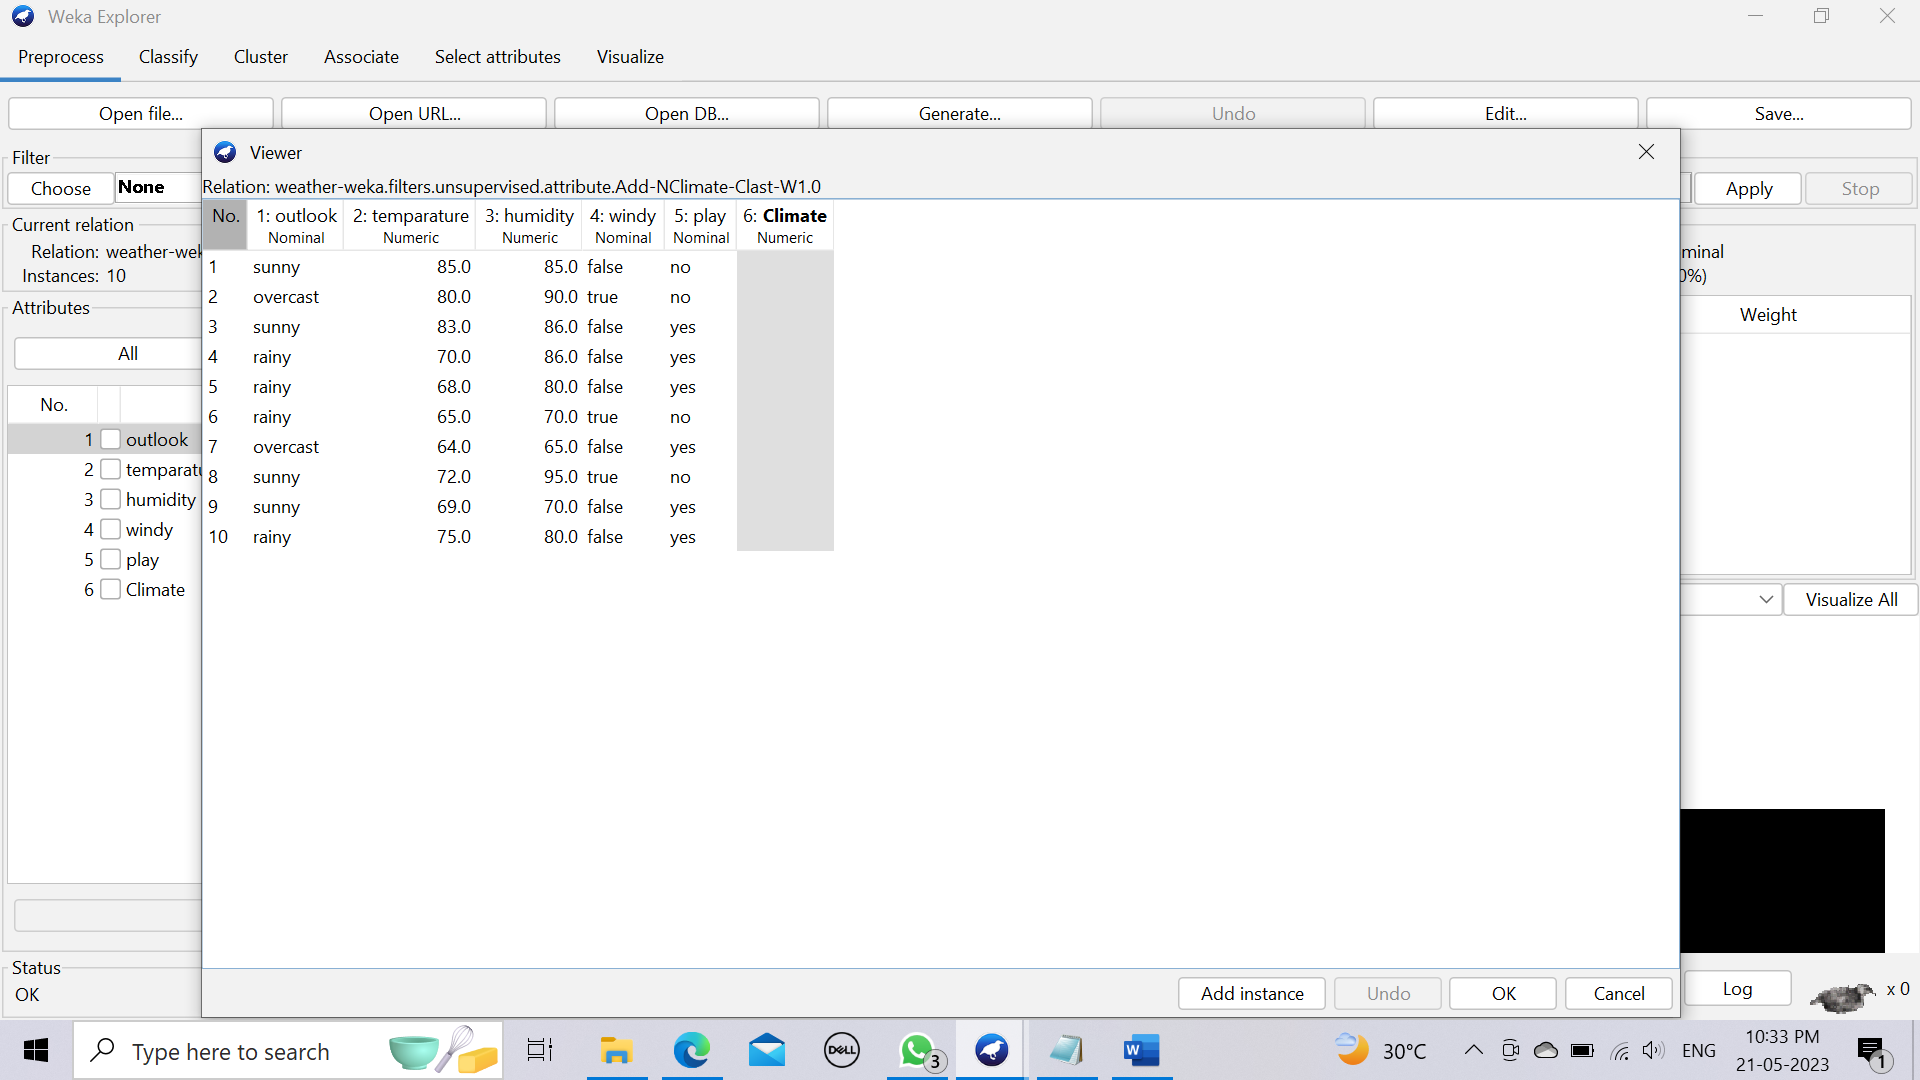 Weka Explorer
Preprocess Classify Cluster Associate Select attributes Visualize
Open file... Open URL... Open DB... Generate... Undo Edit... Save...
Filter
Choose None Apply Stop
Current relation
Relation: weather-wek
Instances: 10
minal
0%)
Attributes
All
No.
Weight
1 outlook
2 temparatu
3 humidity
4 windy
5 play
6 Climate
Visualize All
Viewer
Relation: weather-weka.filters.unsupervised.attribute.Add-NClimate-Clast-W1.0
No. 1: outlook 2: temparature 3: humidity 4: windy 5: play 6: Climate
Nominal Numeric Numeric Nominal Nominal Numeric
1 sunny 85.0 85.0 false no
2 overcast 80.0 90.0 true no
3 sunny 83.0 86.0 false yes
4 rainy 70.0 86.0 false yes
5 rainy 68.0 80.0 false yes
6 rainy 65.0 70.0 true no
7 overcast 64.0 65.0 false yes
8 sunny 72.0 95.0 true no
9 sunny 69.0 70.0 false yes
10 rainy 75.0 80.0 false yes
Add instance Undo OK Cancel
Status
OK
Log x 0
Type here to search
DELL
3
W
30°C
ENG
10:33 PM
21-05-2023
1